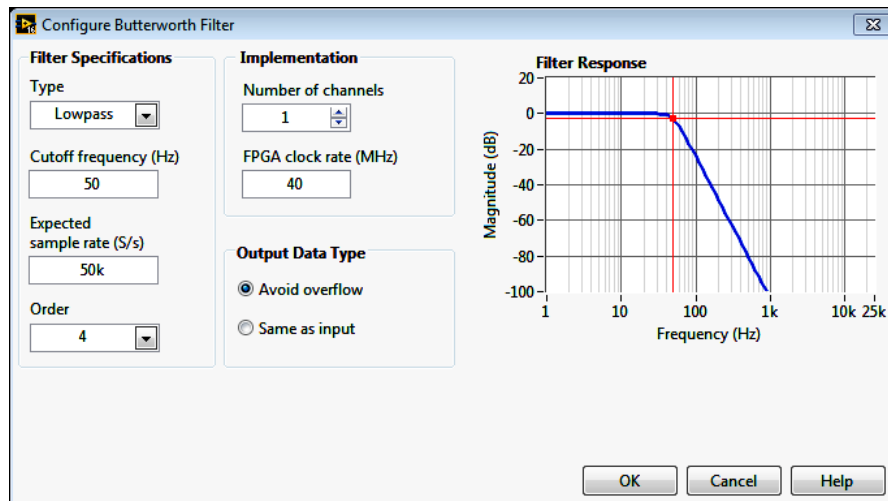 Configure Butterworth Filter
Filter Specifications
Type
Lowpass
Cutoff frequency (Hz)
50
Expected
sample rate (S/s)
50k
Order
4
Implementation
Number of channels
1
FPGA clock rate (MHz)
40
Output Data Type
Avoid overflow
Same as input
Filter Response
Magnitude (dB)
20
0
-20
-40
-60
-80
-100
1 10 100 1k 10k 25k
Frequency (Hz)
OK Cancel Help